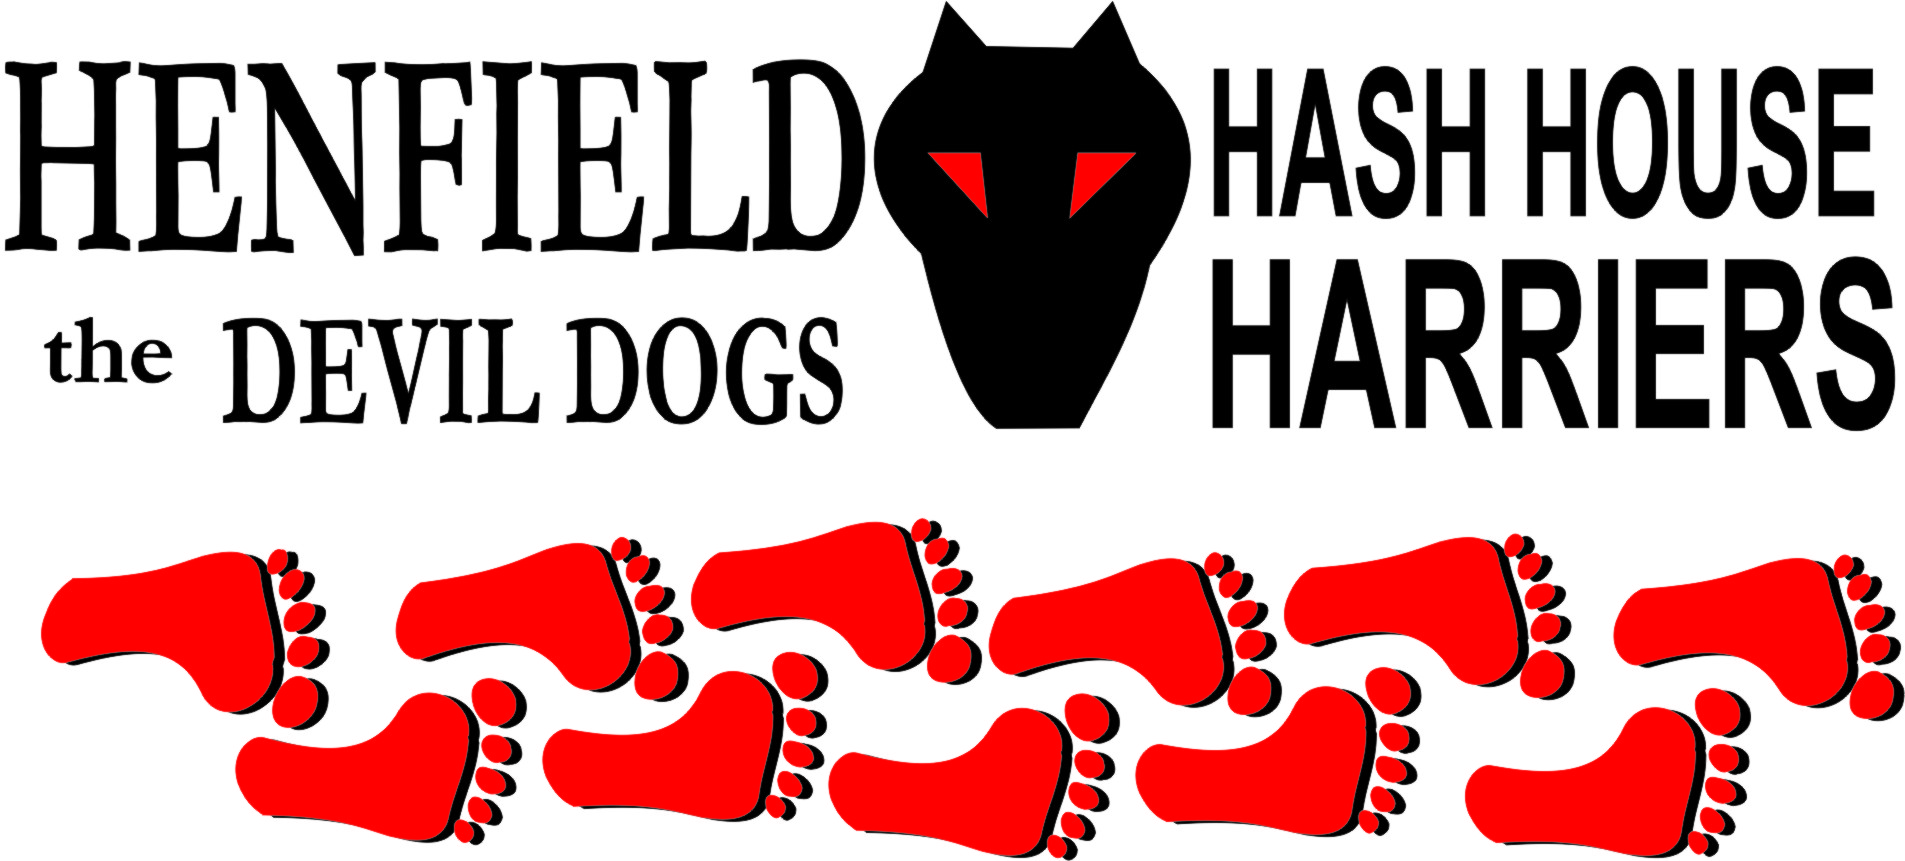 HENFIELD
the DEVIL DOGS
HASH HOUSE
HARRIERS